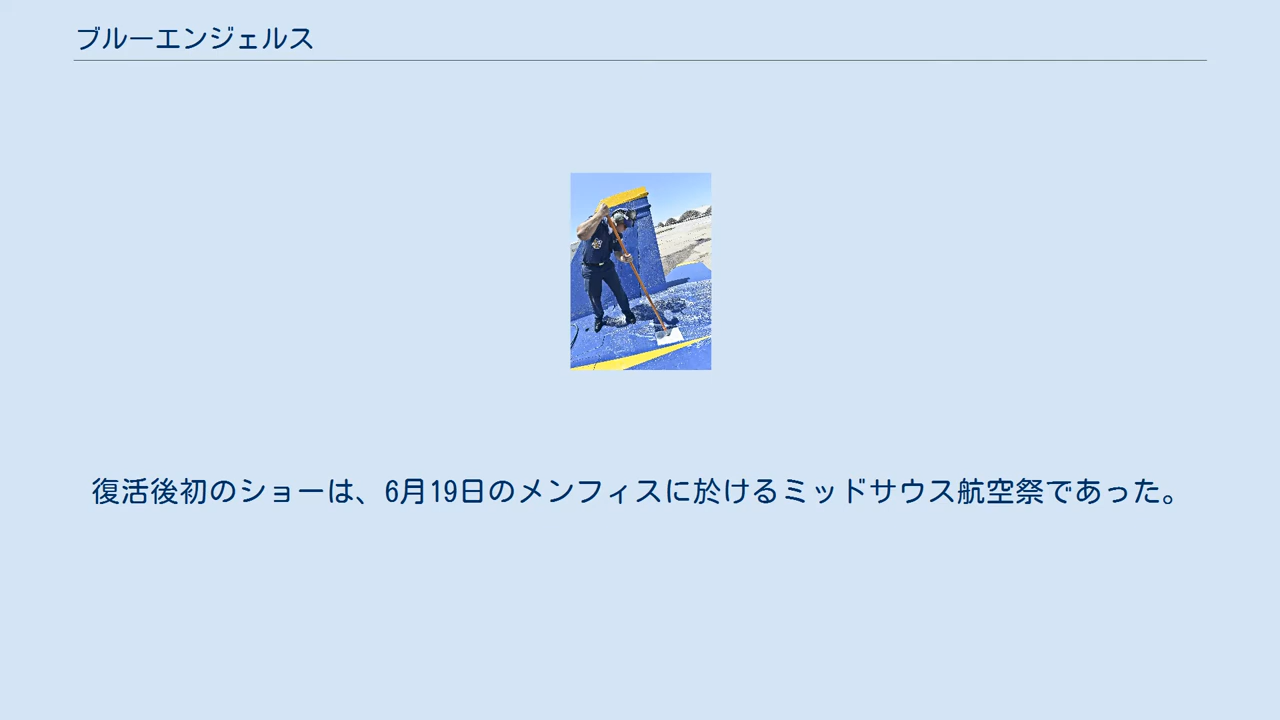 ブルーエンジェルス
復活後初のショーは、6月19日のメンフィスに於けるミッドサウス航空祭であった。